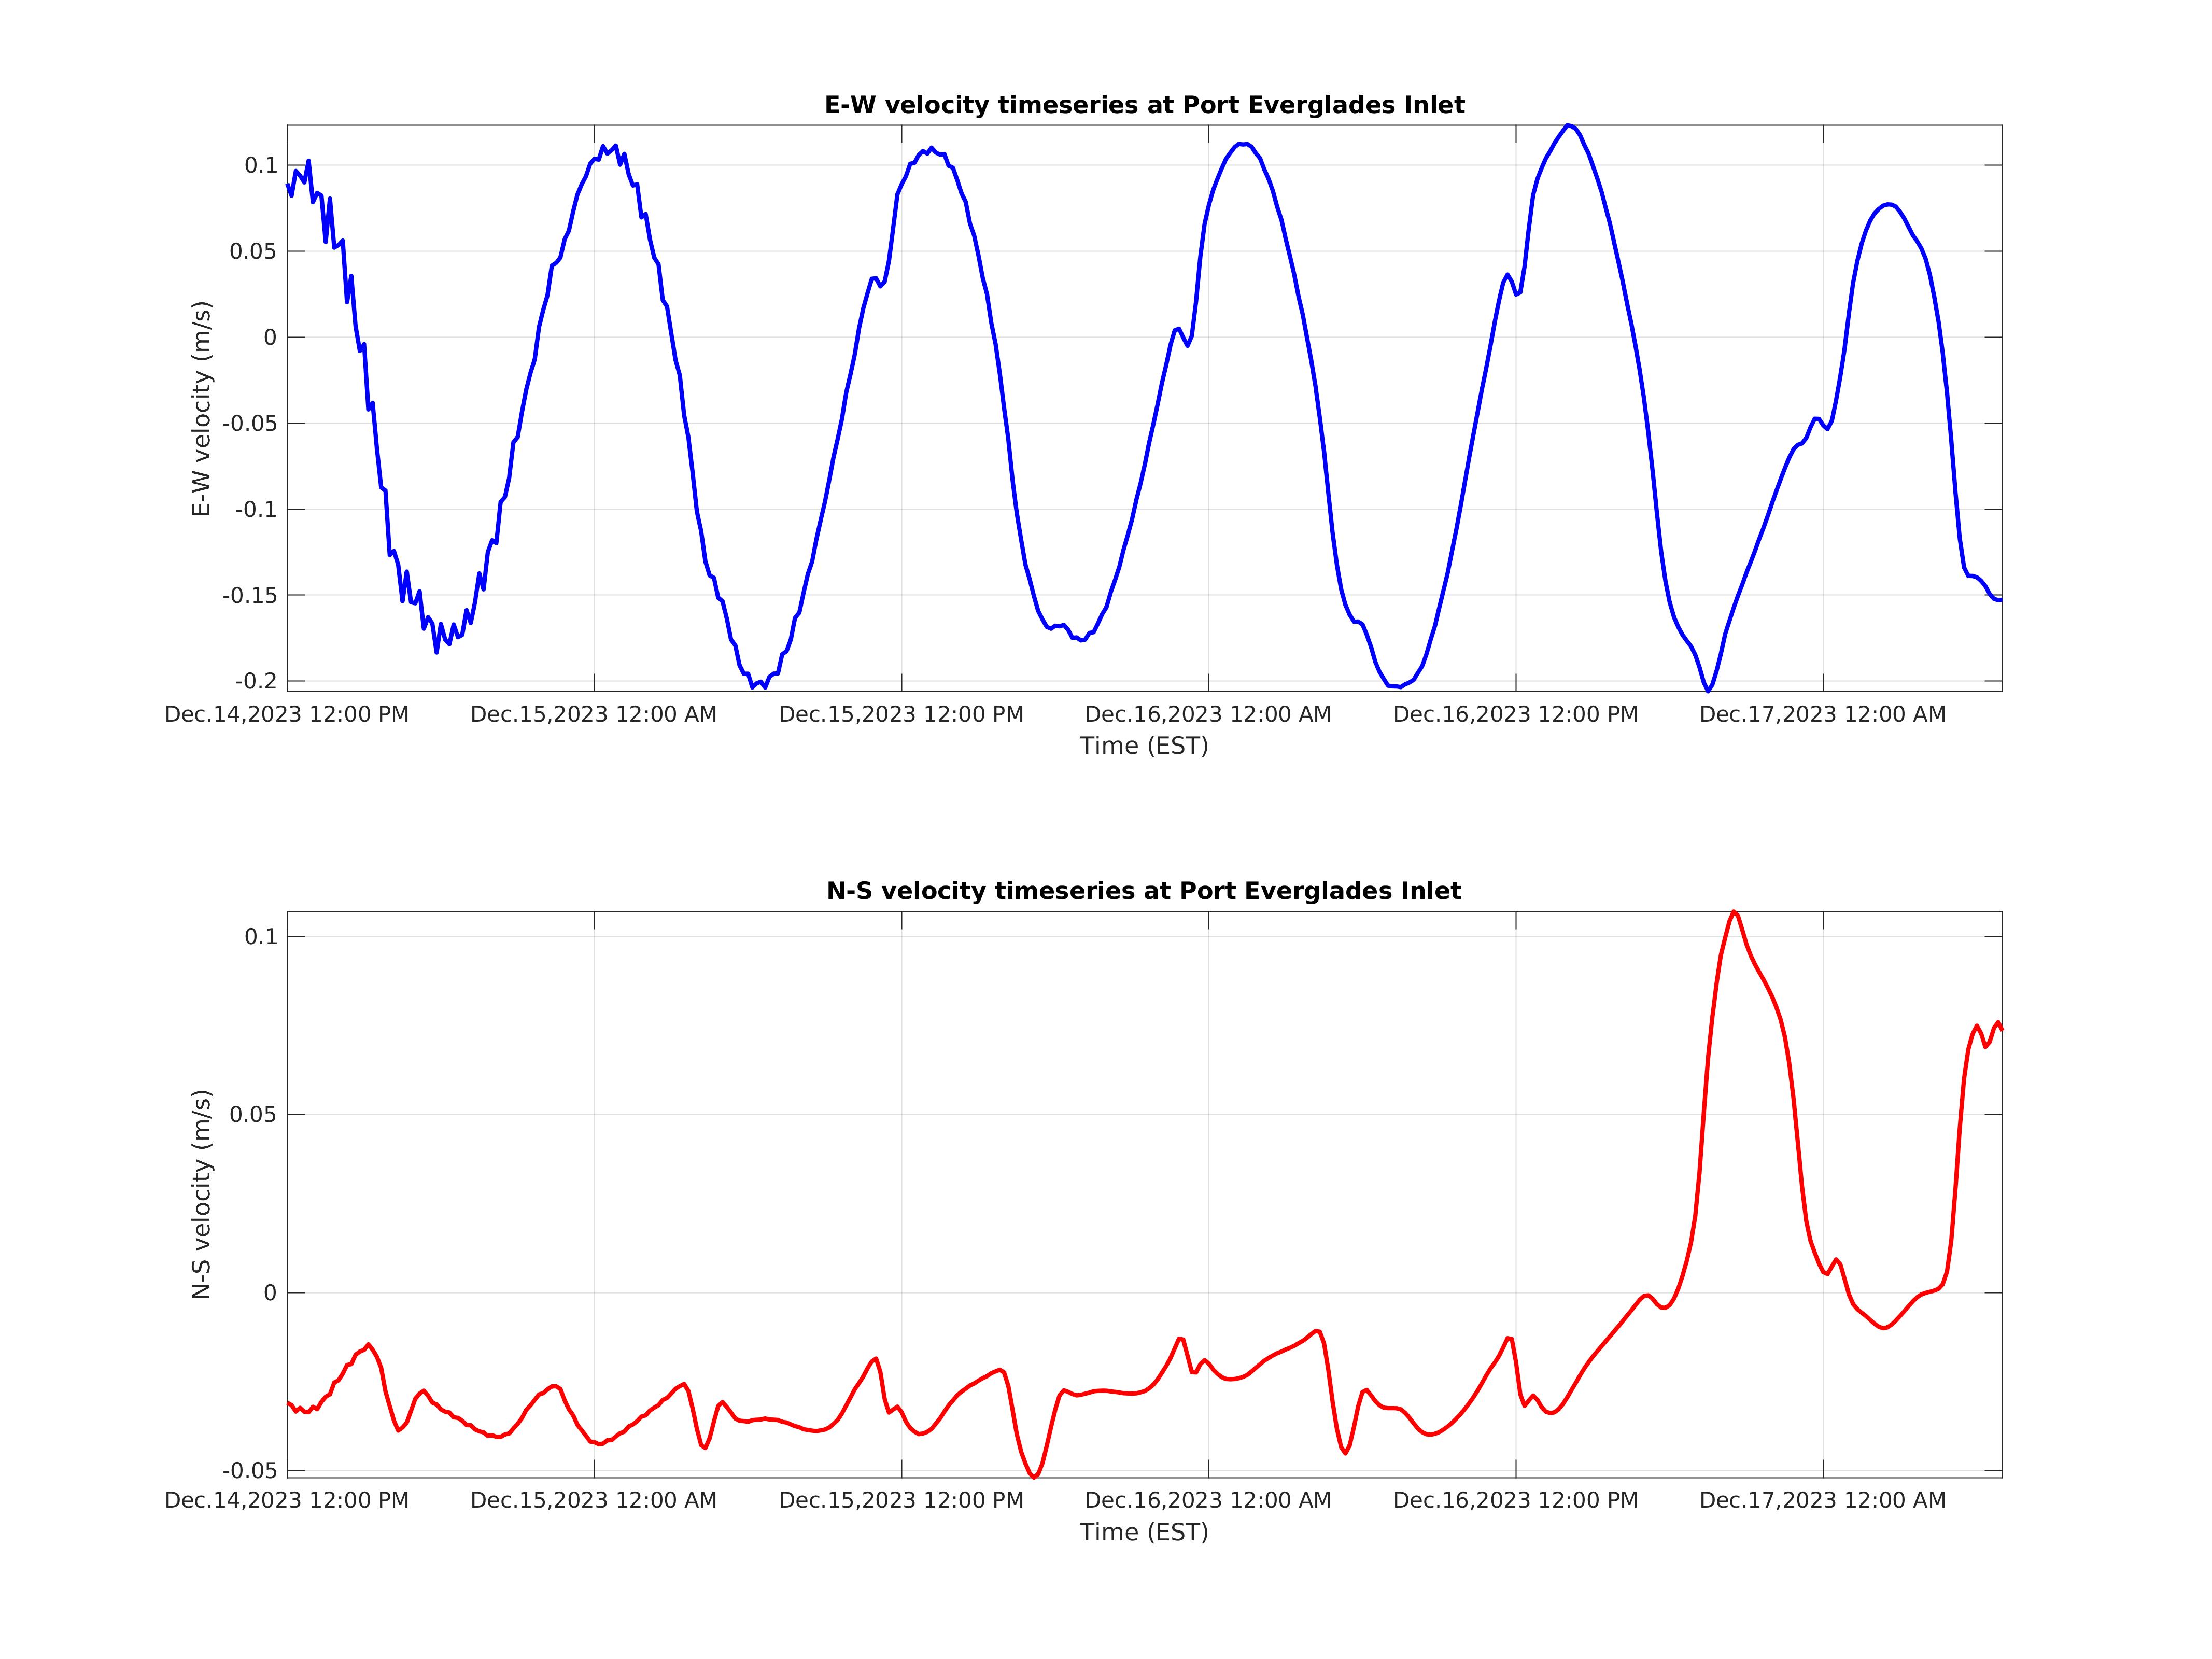 E-W velocity timeseries at Port Everglades Inlet
E-W velocity (m/s)
0.1
0.05
0
-0.05
-0.1
-0.15
-0.2
Dec.14,2023 12:00 PM Dec.15,2023 12:00 AM Dec.15,2023 12:00 PM Dec.16,2023 12:00 AM Dec.16,2023 12:00 PM Dec.17,2023 12:00 AM
Time (EST)
N-S velocity timeseries at Port Everglades Inlet
N-S velocity (m/s)
0.1
0.05
0
-0.05
Dec.14,2023 12:00 PM Dec.15,2023 12:00 AM Dec.15,2023 12:00 PM Dec.16,2023 12:00 AM Dec.16,2023 12:00 PM Dec.17,2023 12:00 AM
Time (EST)